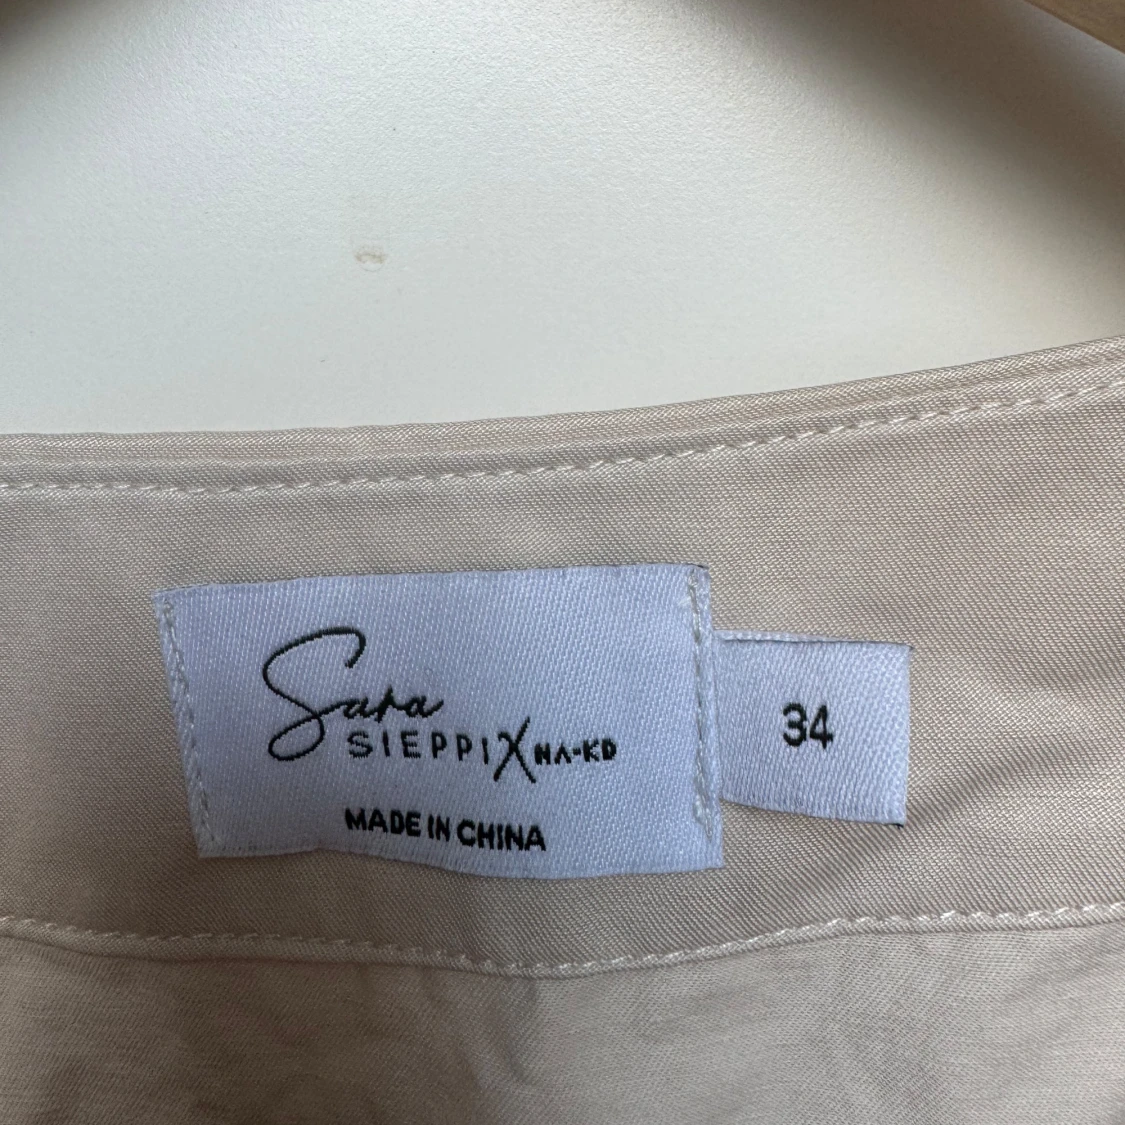 Sara
SIEPPI X NA-KD
MADE IN CHINA
34